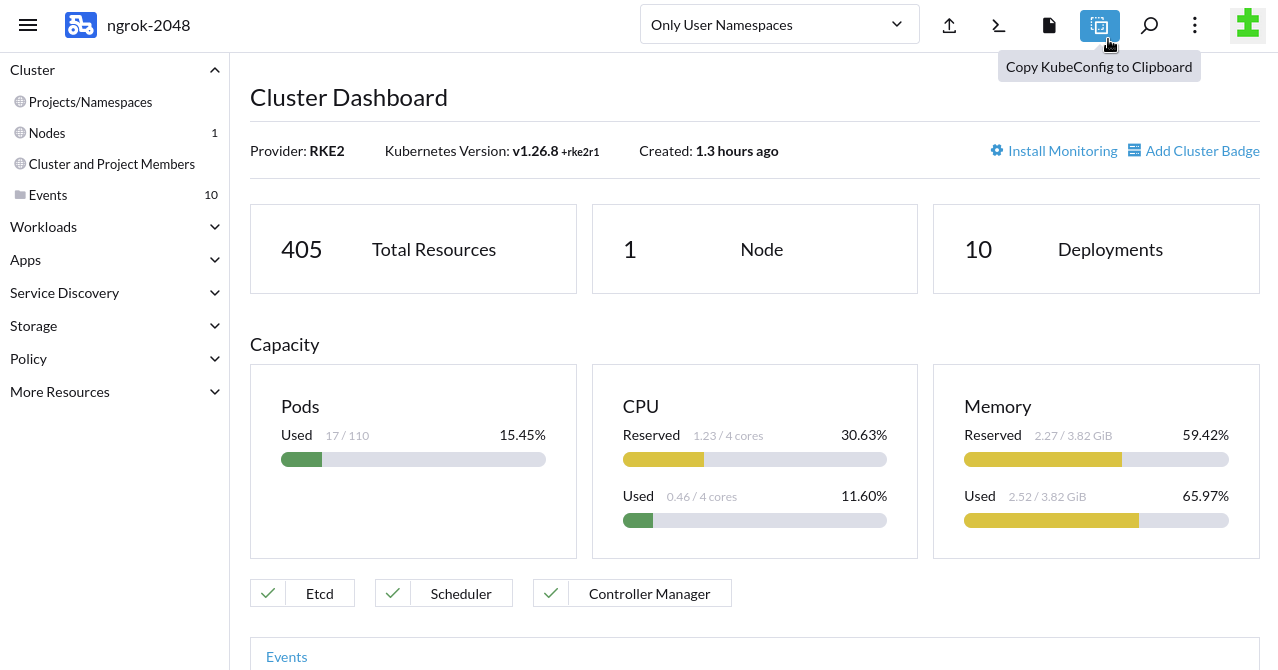 ngrok-2048
Only User Namespaces
Copy KubeConfig to Clipboard
Cluster
Projects/Namespaces
Nodes 1
Cluster and Project Members
Events 10
Workloads
Apps
Service Discovery
Storage
Policy
More Resources
Cluster Dashboard
Provider: RKE2 Kubernetes Version: v1.26.8 +rke2r1 Created: 1.3 hours ago Install Monitoring Add Cluster Badge
405 Total Resources
1 Node
10 Deployments
Capacity
Pods
Used 17 / 110 15.45%
CPU
Reserved 1.23 / 4 cores 30.63%
Used 0.46 / 4 cores 11.60%
Memory
Reserved 2.27 / 3.82 GiB 59.42%
Used 2.52 / 3.82 GiB 65.97%
Etcd
Scheduler
Controller Manager
Events